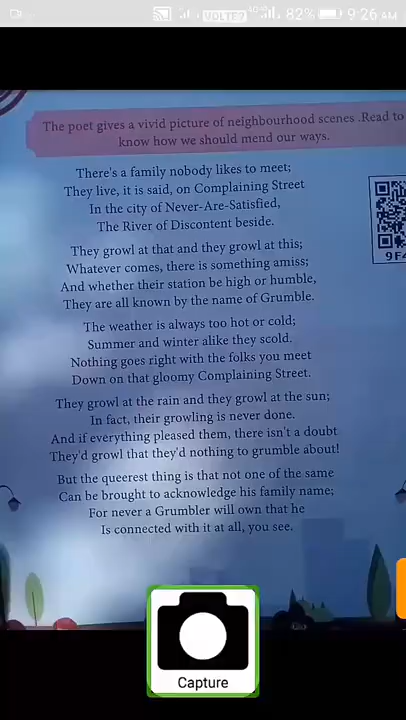 VoLTE 4G 82% 9:26 AM
The poet gives a vivid picture of neighbourhood scenes .Read to
know how we should mend our ways.
There's a family nobody likes to meet;
They live, it is said, on Complaining Street
In the city of Never-Are-Satisfied,
The River of Discontent beside.
They growl at that and they growl at this;
Whatever comes, there is something amiss;
And whether their station be high or humble,
They are all known by the name of Grumble.
The weather is always too hot or cold;
Summer and winter alike they scold.
Nothing goes right with the folks you meet
Down on that gloomy Complaining Street.
They growl at the rain and they growl at the sun;
In fact, their growling is never done.
And if everything pleased them, there isn't a doubt
They'd growl that they'd nothing to grumble about!
But the queerest thing is that not one of the same
Can be brought to acknowledge his family name;
For never a Grumbler will own that he
Is connected with it at all, you see.
Capture